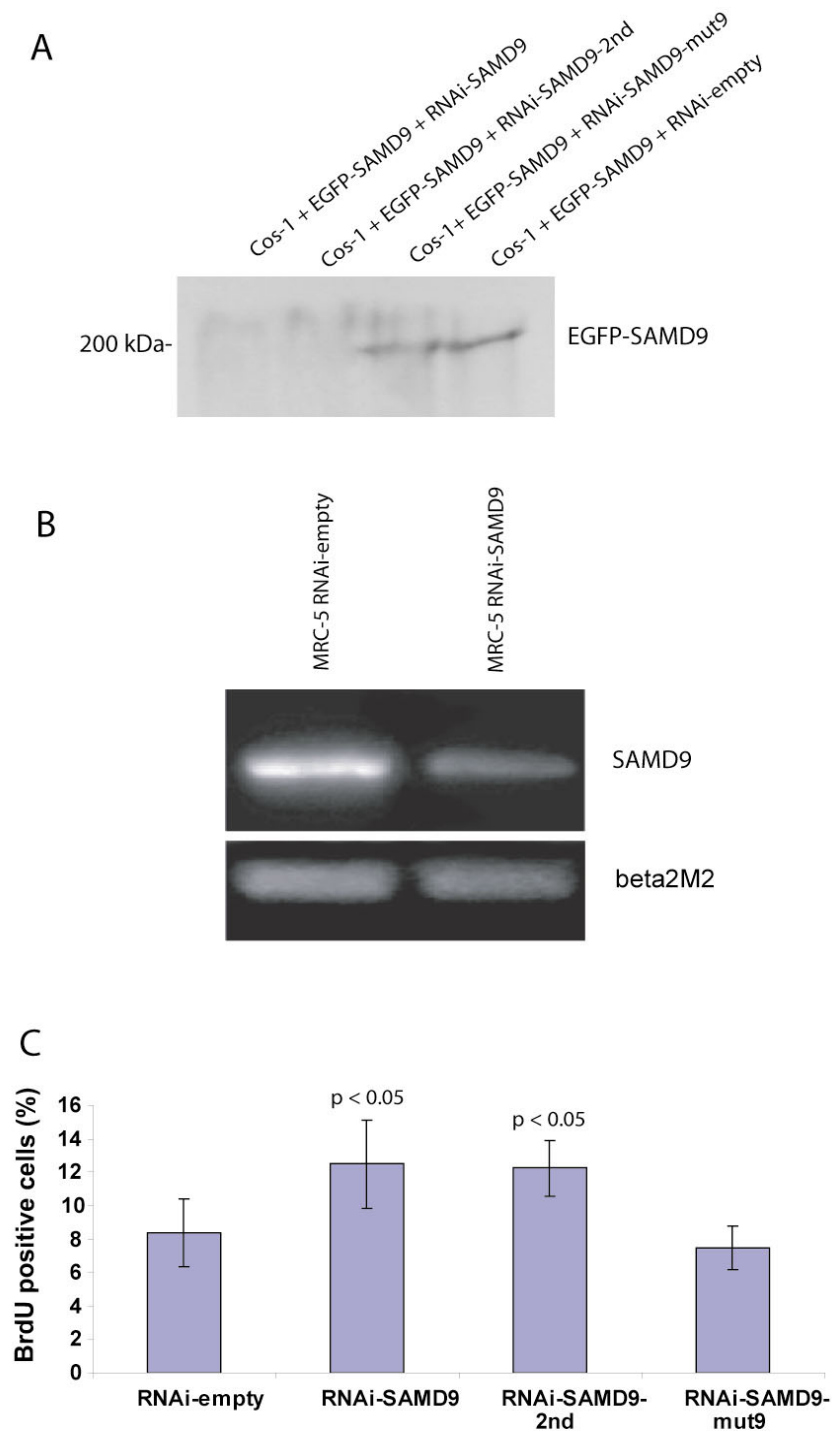 A
Cos-1 + EGFP-SAMD9 + RNAi-SAMD9
Cos-1 + EGFP-SAMD9 + RNAi-SAMD9-2nd
Cos-1+ EGFP-SAMD9 + RNAi-SAMD9-mut9
Cos-1 + EGFP-SAMD9 + RNAi-empty
200 kDa-
EGFP-SAMD9
B
MRC-5 RNAi-empty
MRC-5 RNAi-SAMD9
SAMD9
beta2M2
C
BrdU positive cells (%)
16
14
12
10
8
6
4
2
0
p < 0.05
p < 0.05
RNAi-empty
RNAi-SAMD9
RNAi-SAMD9-
2nd
RNAi-SAMD9-
mut9